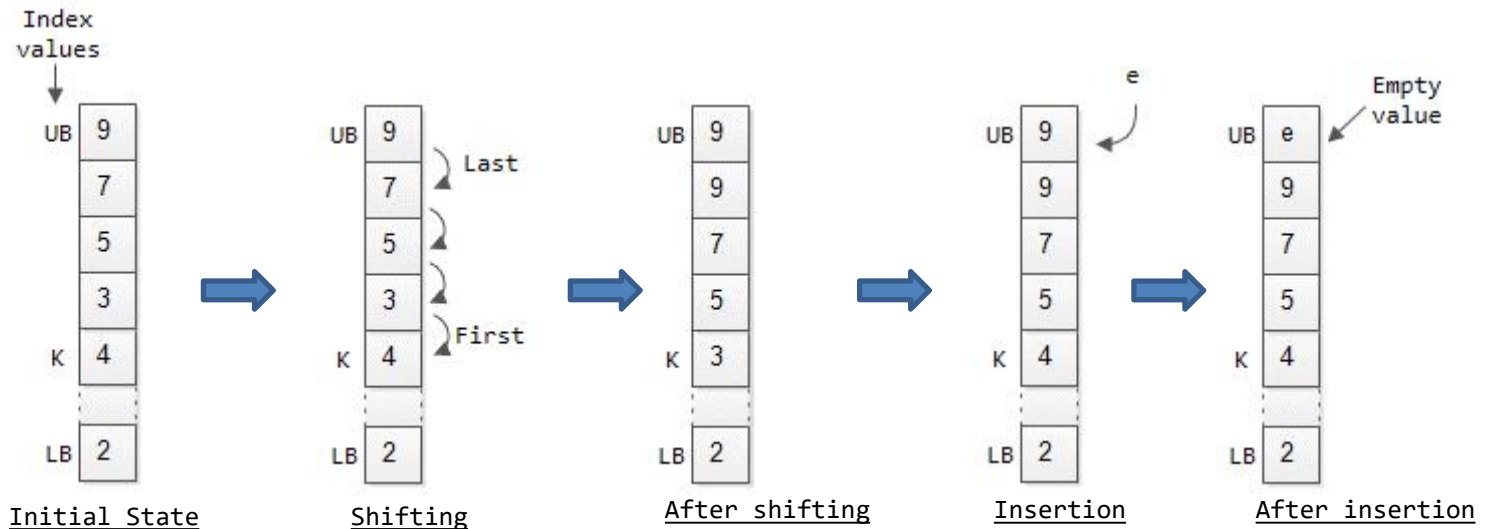 Index
values
UB
9
7
5
3
K
4
LB
2
Initial State
UB
9
Last
7
5
3
First
K
4
LB
2
Shifting
UB
9
9
7
5
K
3
LB
2
After shifting
e
UB
9
9
7
5
K
4
LB
2
Insertion
Empty
value
UB
e
9
7
5
K
4
LB
2
After insertion